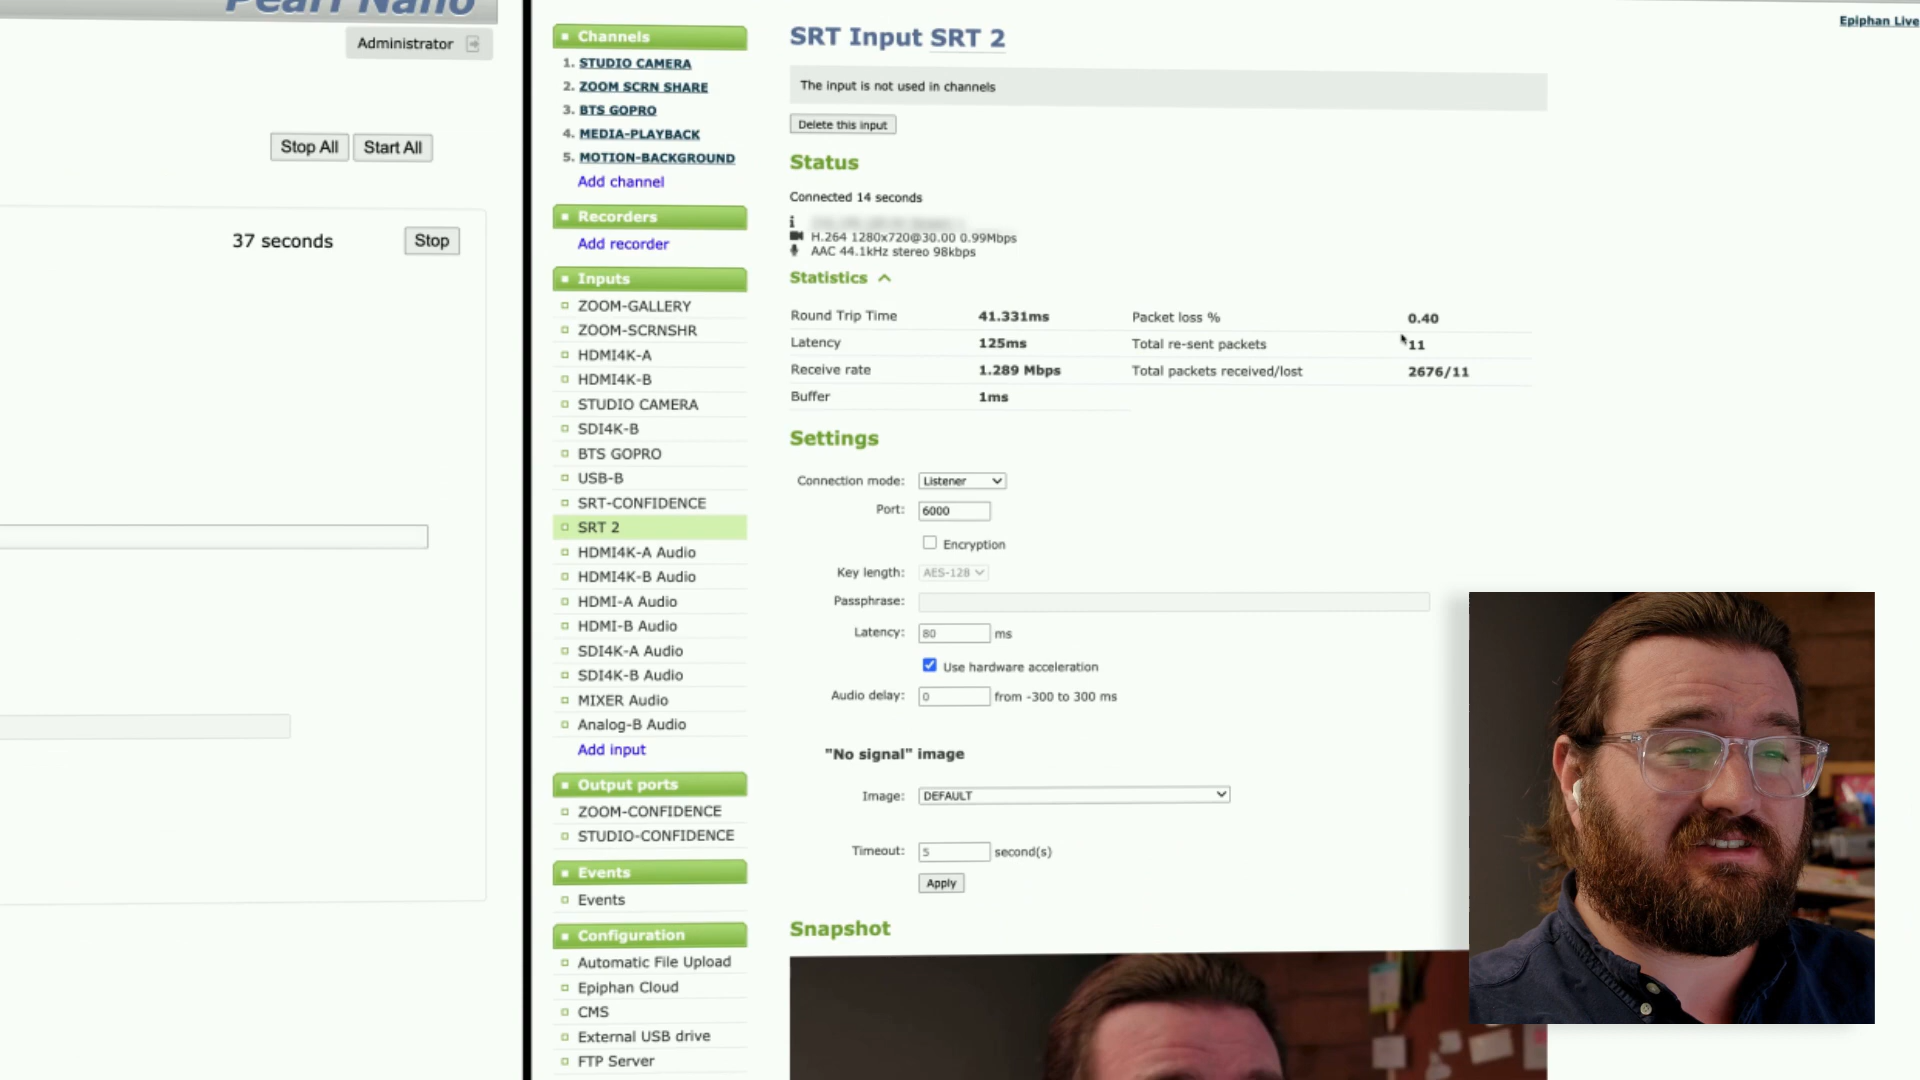 Pearl Nano
Administrator
Stop All
Start All
37 seconds
Stop
Channels
1. STUDIO CAMERA
2. ZOOM SCRN SHARE
3. BTS GOPRO
4. MEDIA-PLAYBACK
5. MOTION-BACKGROUND
Add channel
Recorders
Add recorder
Inputs
ZOOM-GALLERY
ZOOM-SCRNSHR
HDMI4K-A
HDMI4K-B
STUDIO CAMERA
SDI4K-B
BTS GOPRO
USB-B
SRT-CONFIDENCE
SRT 2
HDMI4K-A Audio
HDMI4K-B Audio
HDMI-A Audio
HDMI-B Audio
SDI4K-A Audio
SDI4K-B Audio
MIXER Audio
Analog-B Audio
Add input
Output ports
ZOOM-CONFIDENCE
STUDIO-CONFIDENCE
Events
Events
Configuration
Automatic File Upload
Epiphan Cloud
CMS
External USB drive
FTP Server
Epiphan Live
SRT Input SRT 2
The input is not used in channels
Delete this input
Status
Connected 14 seconds
H.264 1280x720@30.00 0.99Mbps
AAC 44.1kHz stereo 98kbps
Statistics
Round Trip Time 41.331ms Packet loss % 0.40
Latency 125ms Total re-sent packets 11
Receive rate 1.289 Mbps Total packets received/lost 2676/11
Buffer 1ms
Settings
Connection mode: Listener
Port: 6000
Encryption
Key length: AES-128
Passphrase:
Latency: 80 ms
Use hardware acceleration
Audio delay: 0 from -300 to 300 ms
"No signal" image
Image: DEFAULT
Timeout: 5 second(s)
Apply
Snapshot